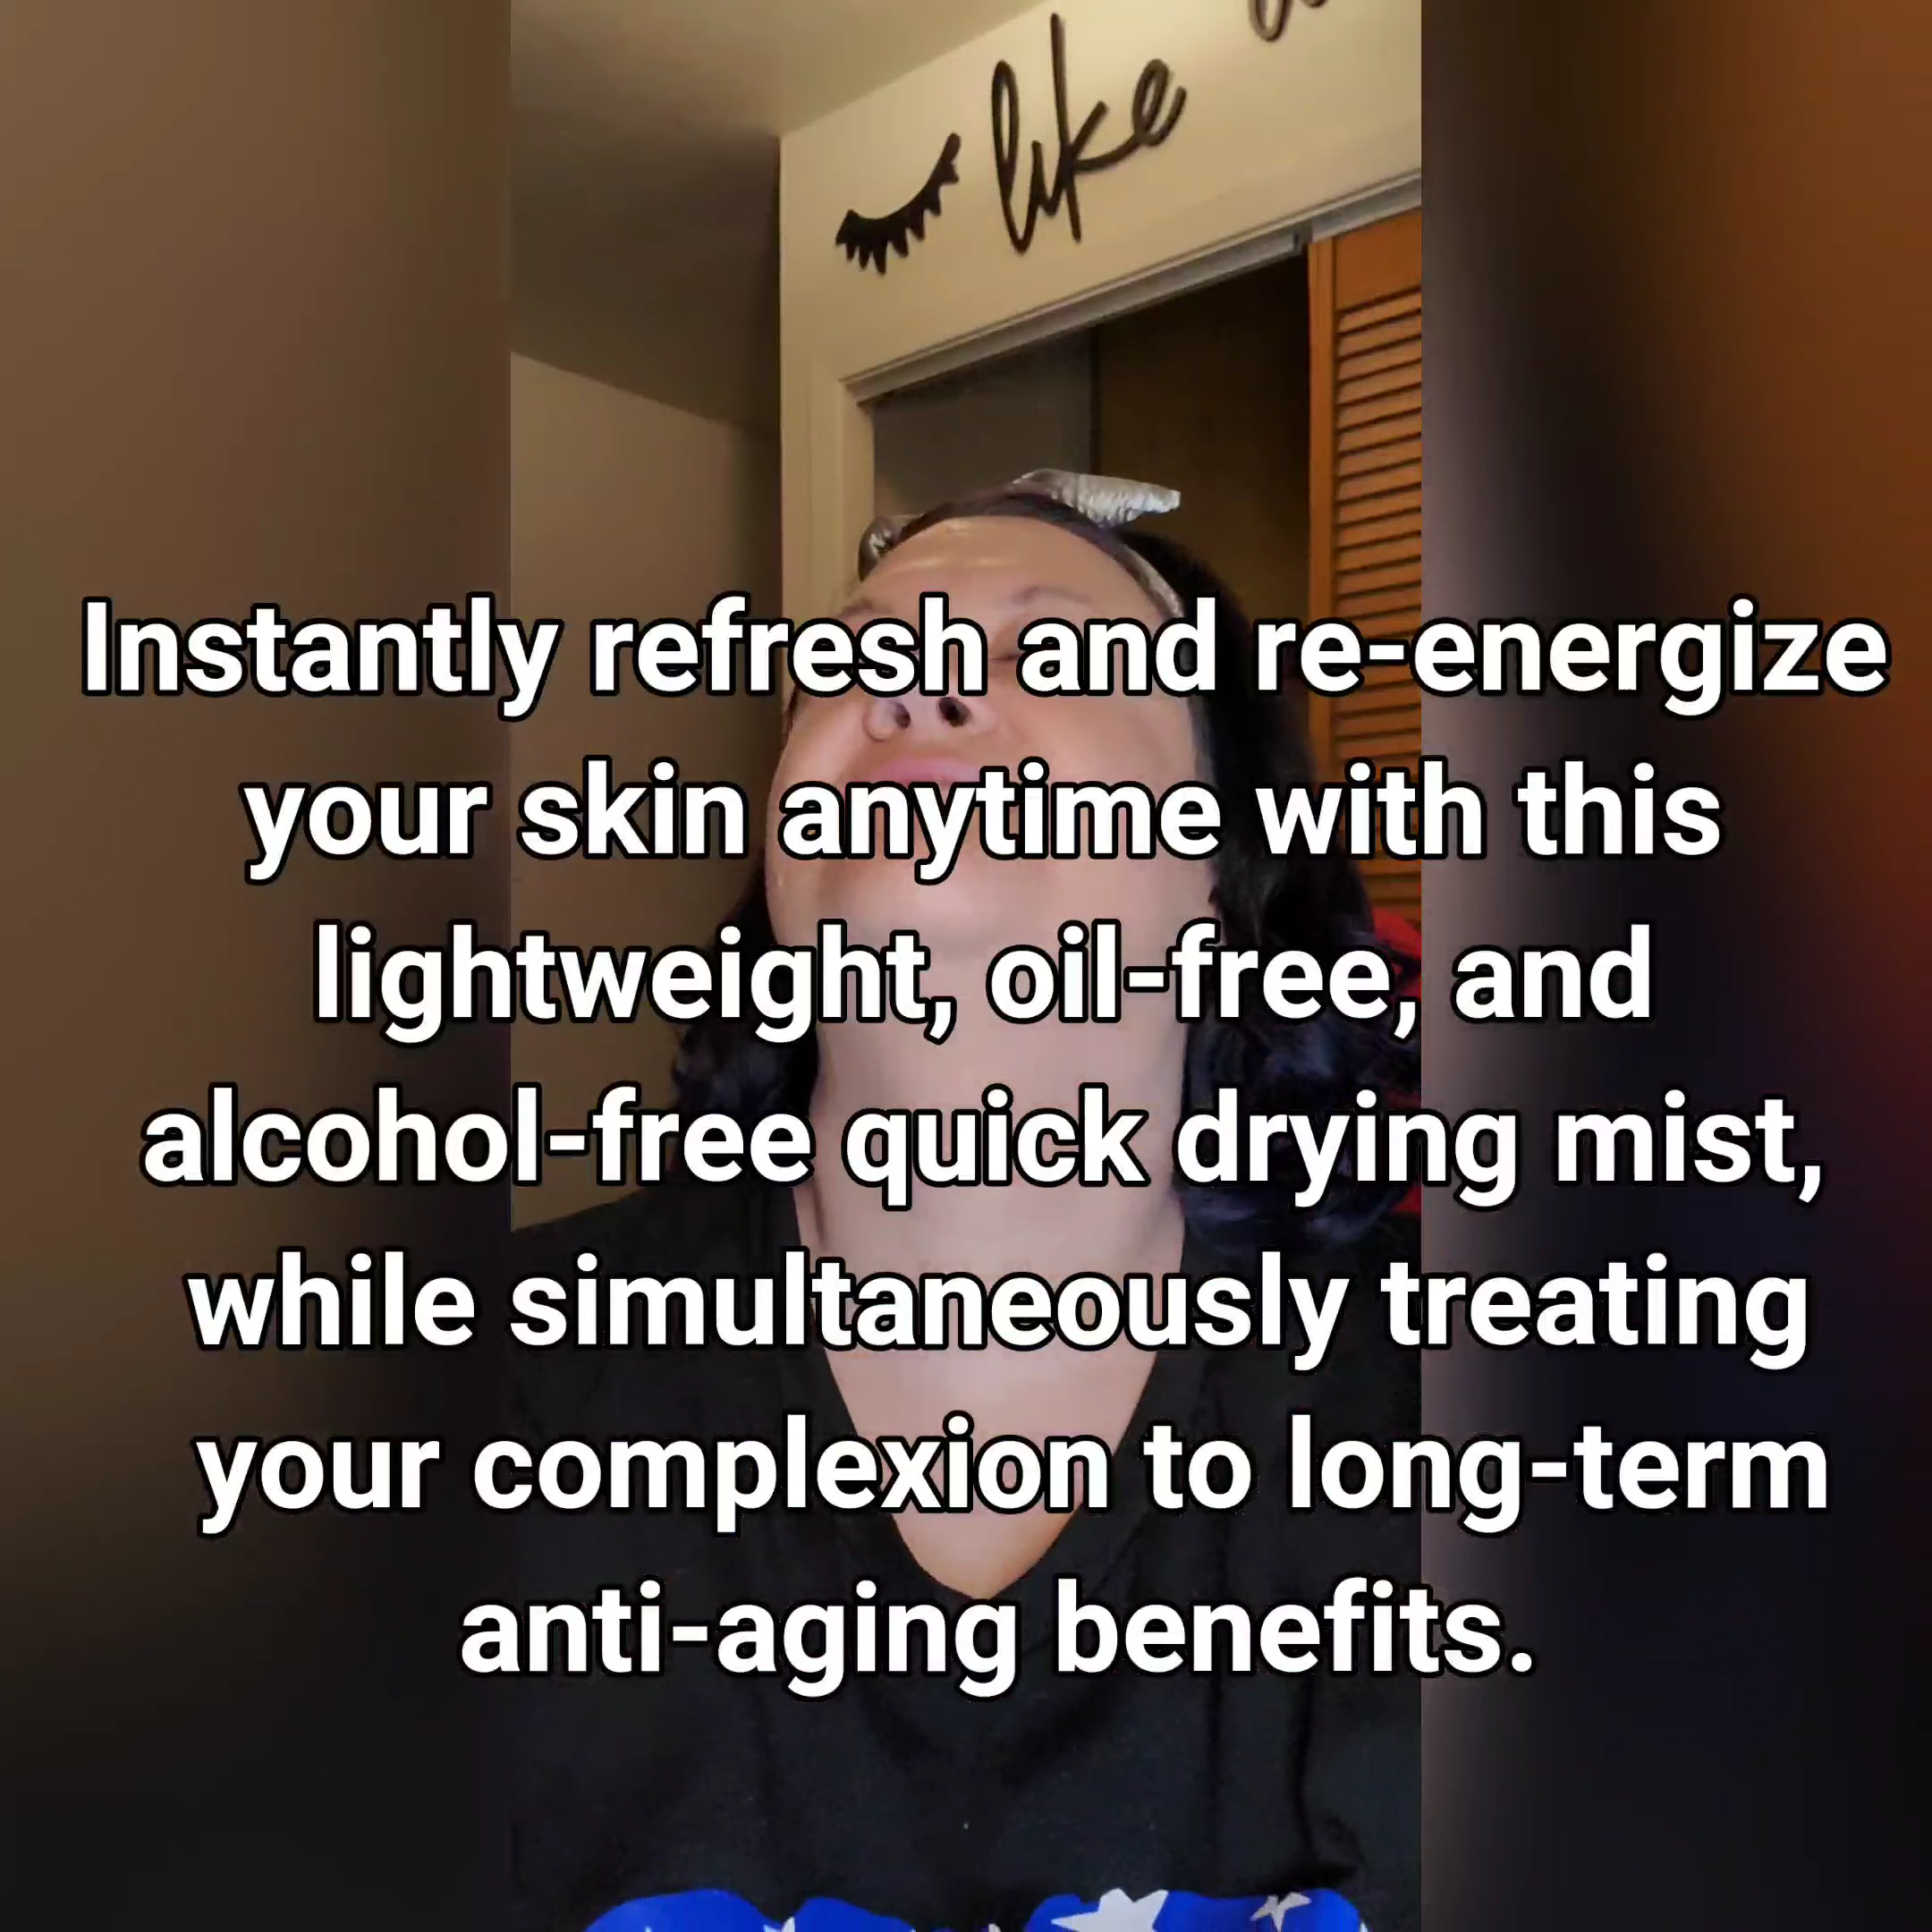 like
Instantly refresh and re-energize
your skin anytime with this
lightweight, oil-free, and
alcohol-free quick drying mist,
while simultaneously treating
your complexion to long-term
anti-aging benefits.